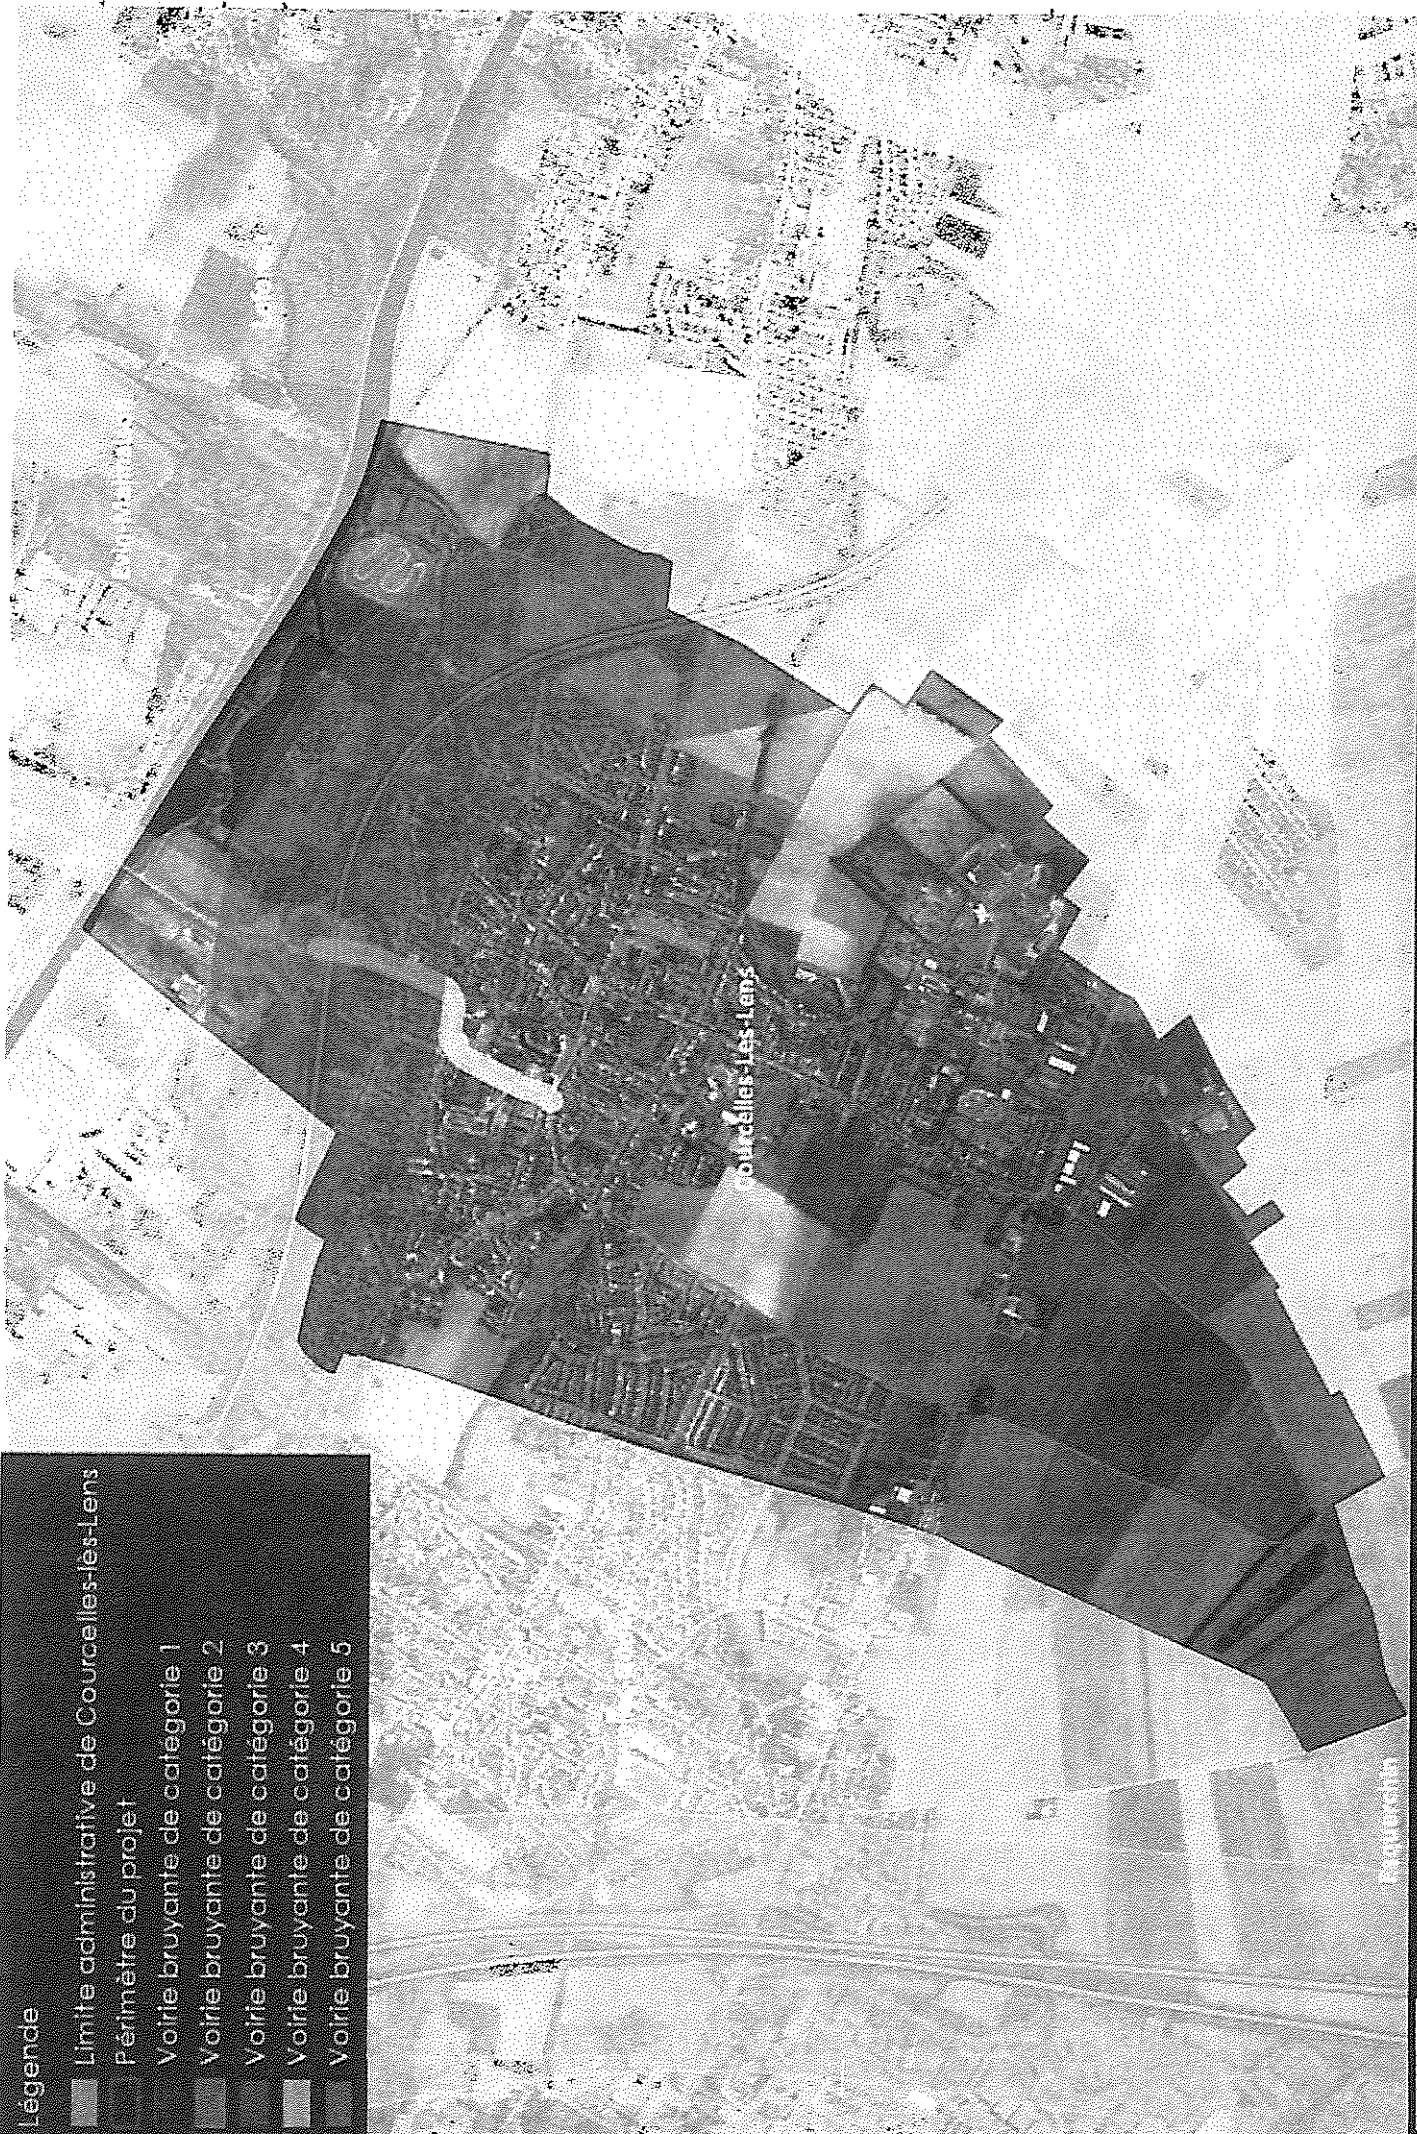 Légende
Limite administrative de Courcelles-lès-Lens
Périmètre du projet
Voirie bruyante de catégorie 1
Voirie bruyante de catégorie 2
Voirie bruyante de catégorie 3
Voirie bruyante de catégorie 4
Voirie bruyante de catégorie 5
Courcelles-Les-Lens